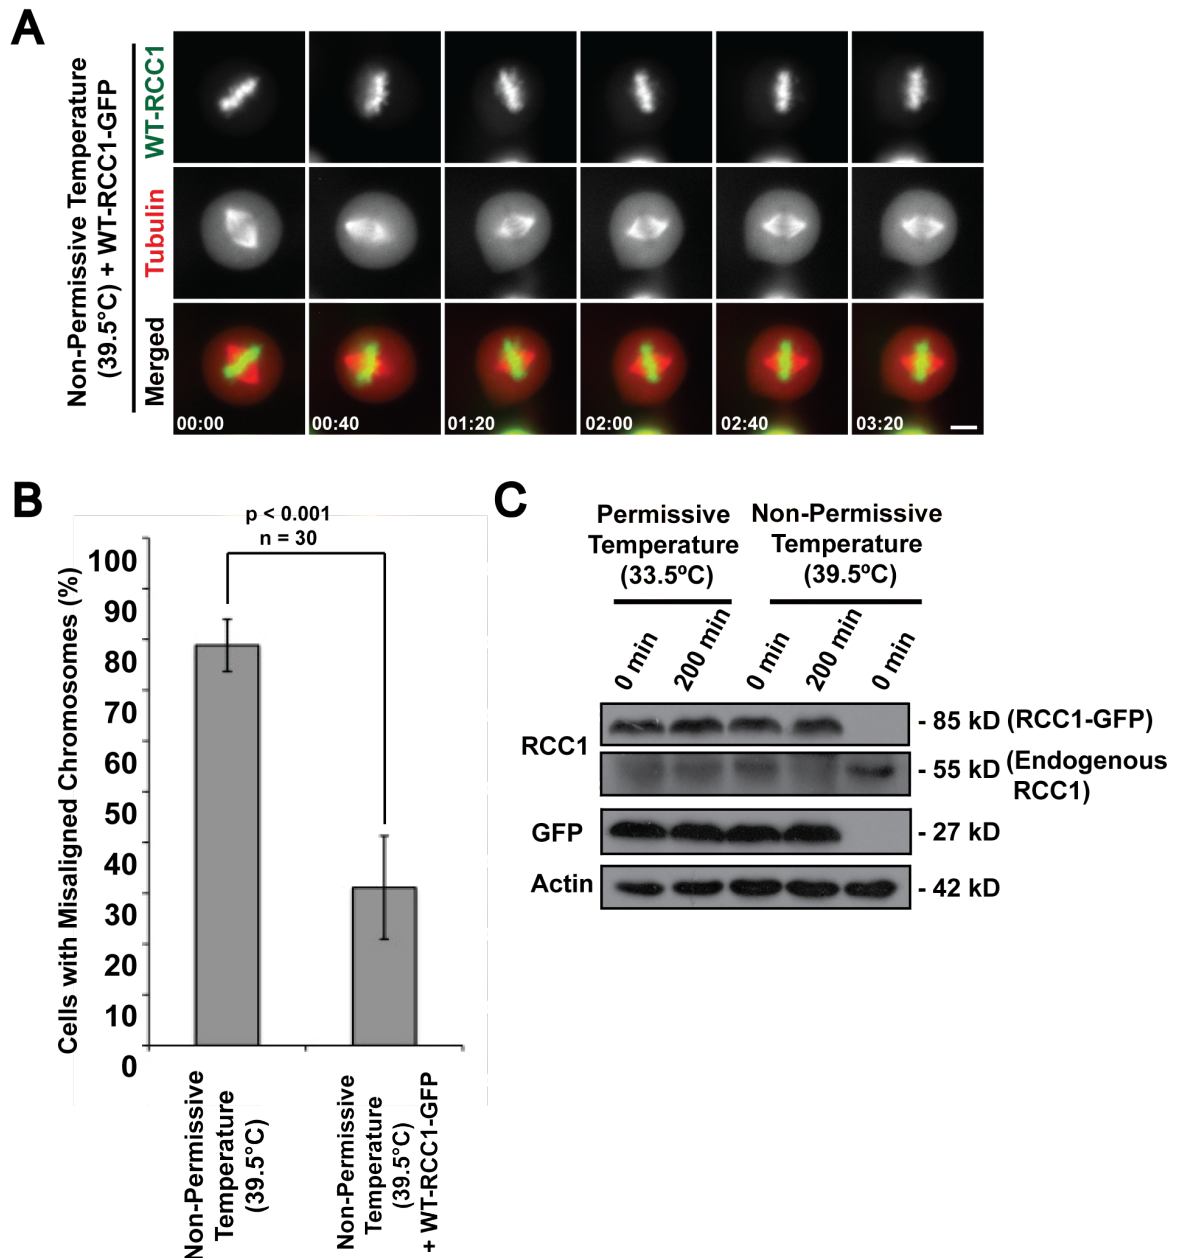 A
Non-Permissive Temperature
(39.5°C) + WT-RCC1-GFP
WT-RCC1
Tubulin
Merged
00:00
00:40
01:20
02:00
02:40
03:20
B
p < 0.001
n = 30
Cells with Misaligned Chromosomes (%)
100
90
80
70
60
50
40
30
20
10
0
Non-Permissive
Temperature
(39.5°C)
Non-Permissive
Temperature
(39.5°C)
+ WT-RCC1-GFP
C
Permissive
Temperature
(33.5ºC)
Non-Permissive
Temperature
(39.5ºC)
0 min
200 min
0 min
200 min
0 min
RCC1
- 85 kD (RCC1-GFP)
- 55 kD (Endogenous
RCC1)
GFP
- 27 kD
Actin
- 42 kD